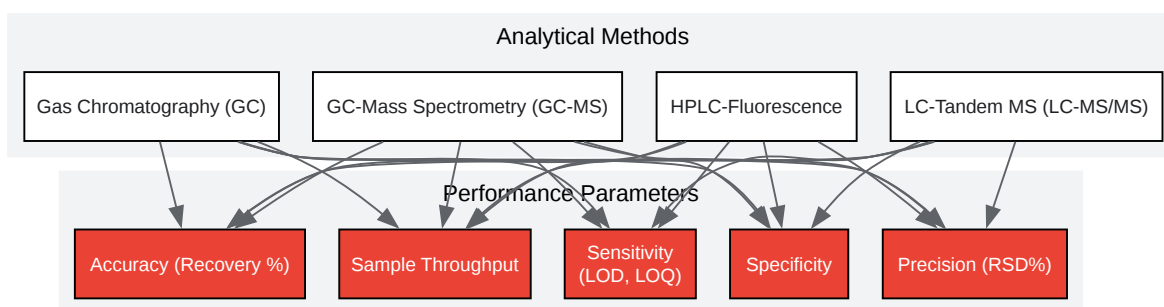 Analytical Methods
Gas Chromatography (GC)
GC-Mass Spectrometry (GC-MS)
HPLC-Fluorescence
LC-Tandem MS (LC-MS/MS)
Performance Parameters
Accuracy (Recovery %)
Sample Throughput
Sensitivity
(LOD, LOQ)
Specificity
Precision (RSD%)